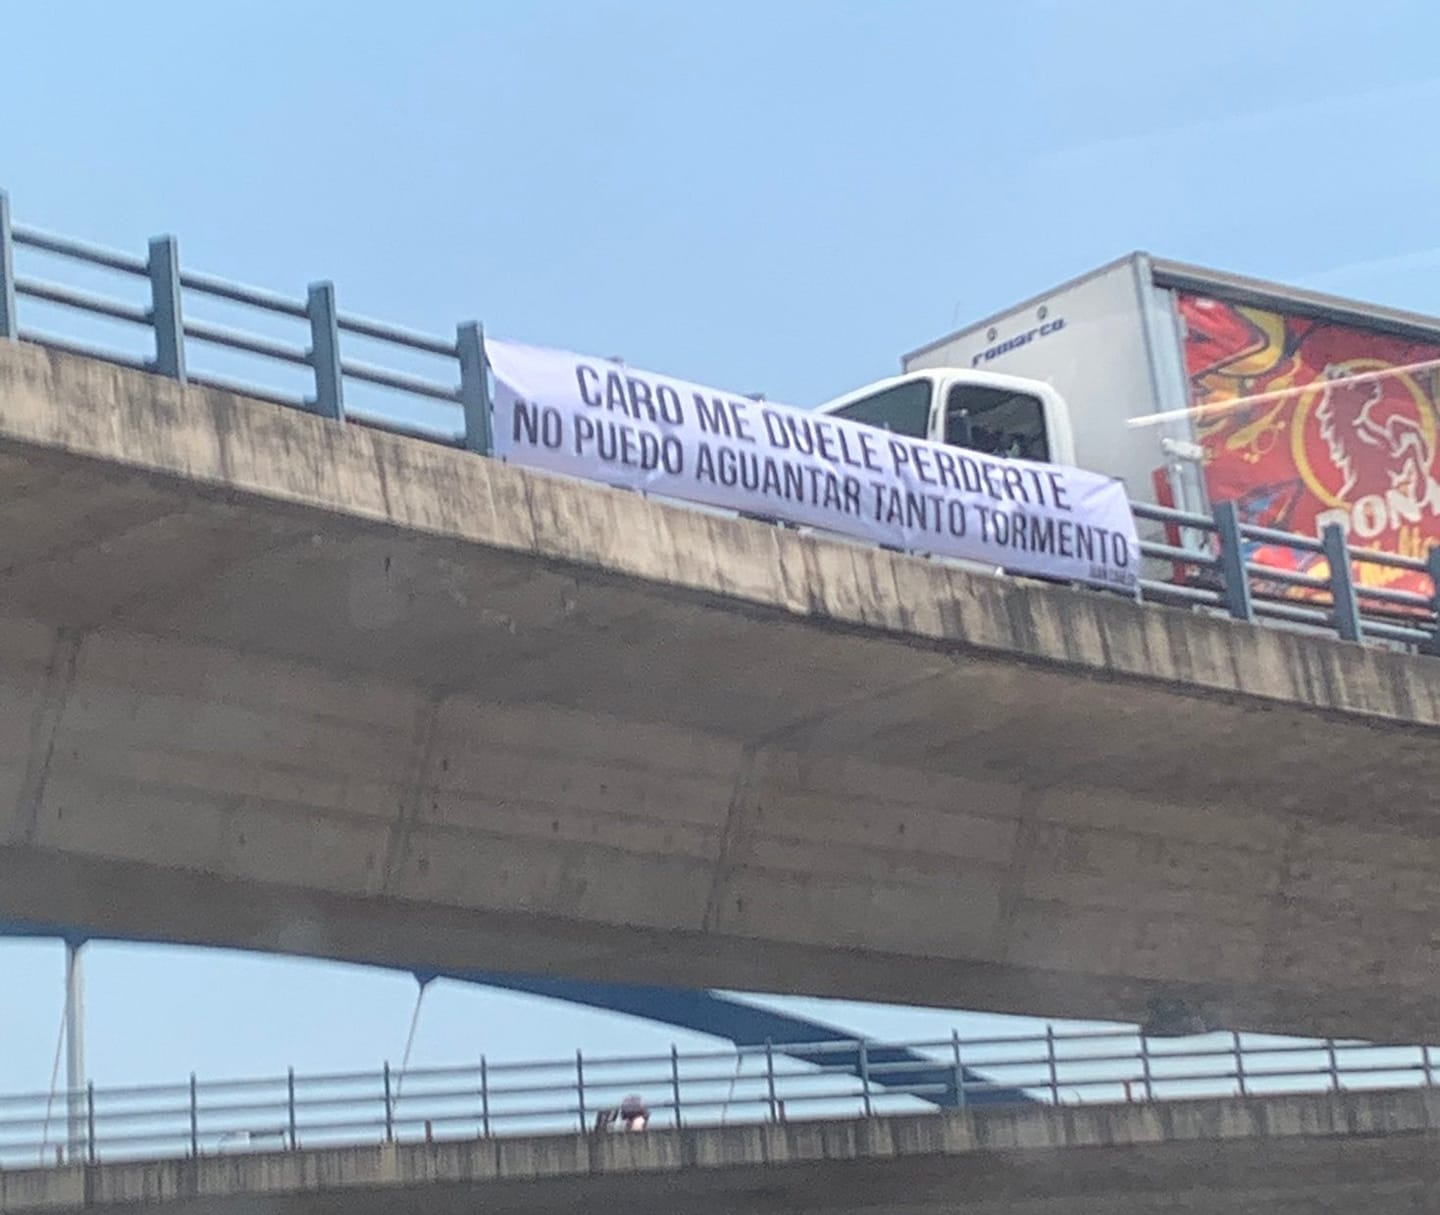 romarco
CARO ME DUELE PERDERTE
NO PUEDO AGUANTAR TANTO TORMENTO